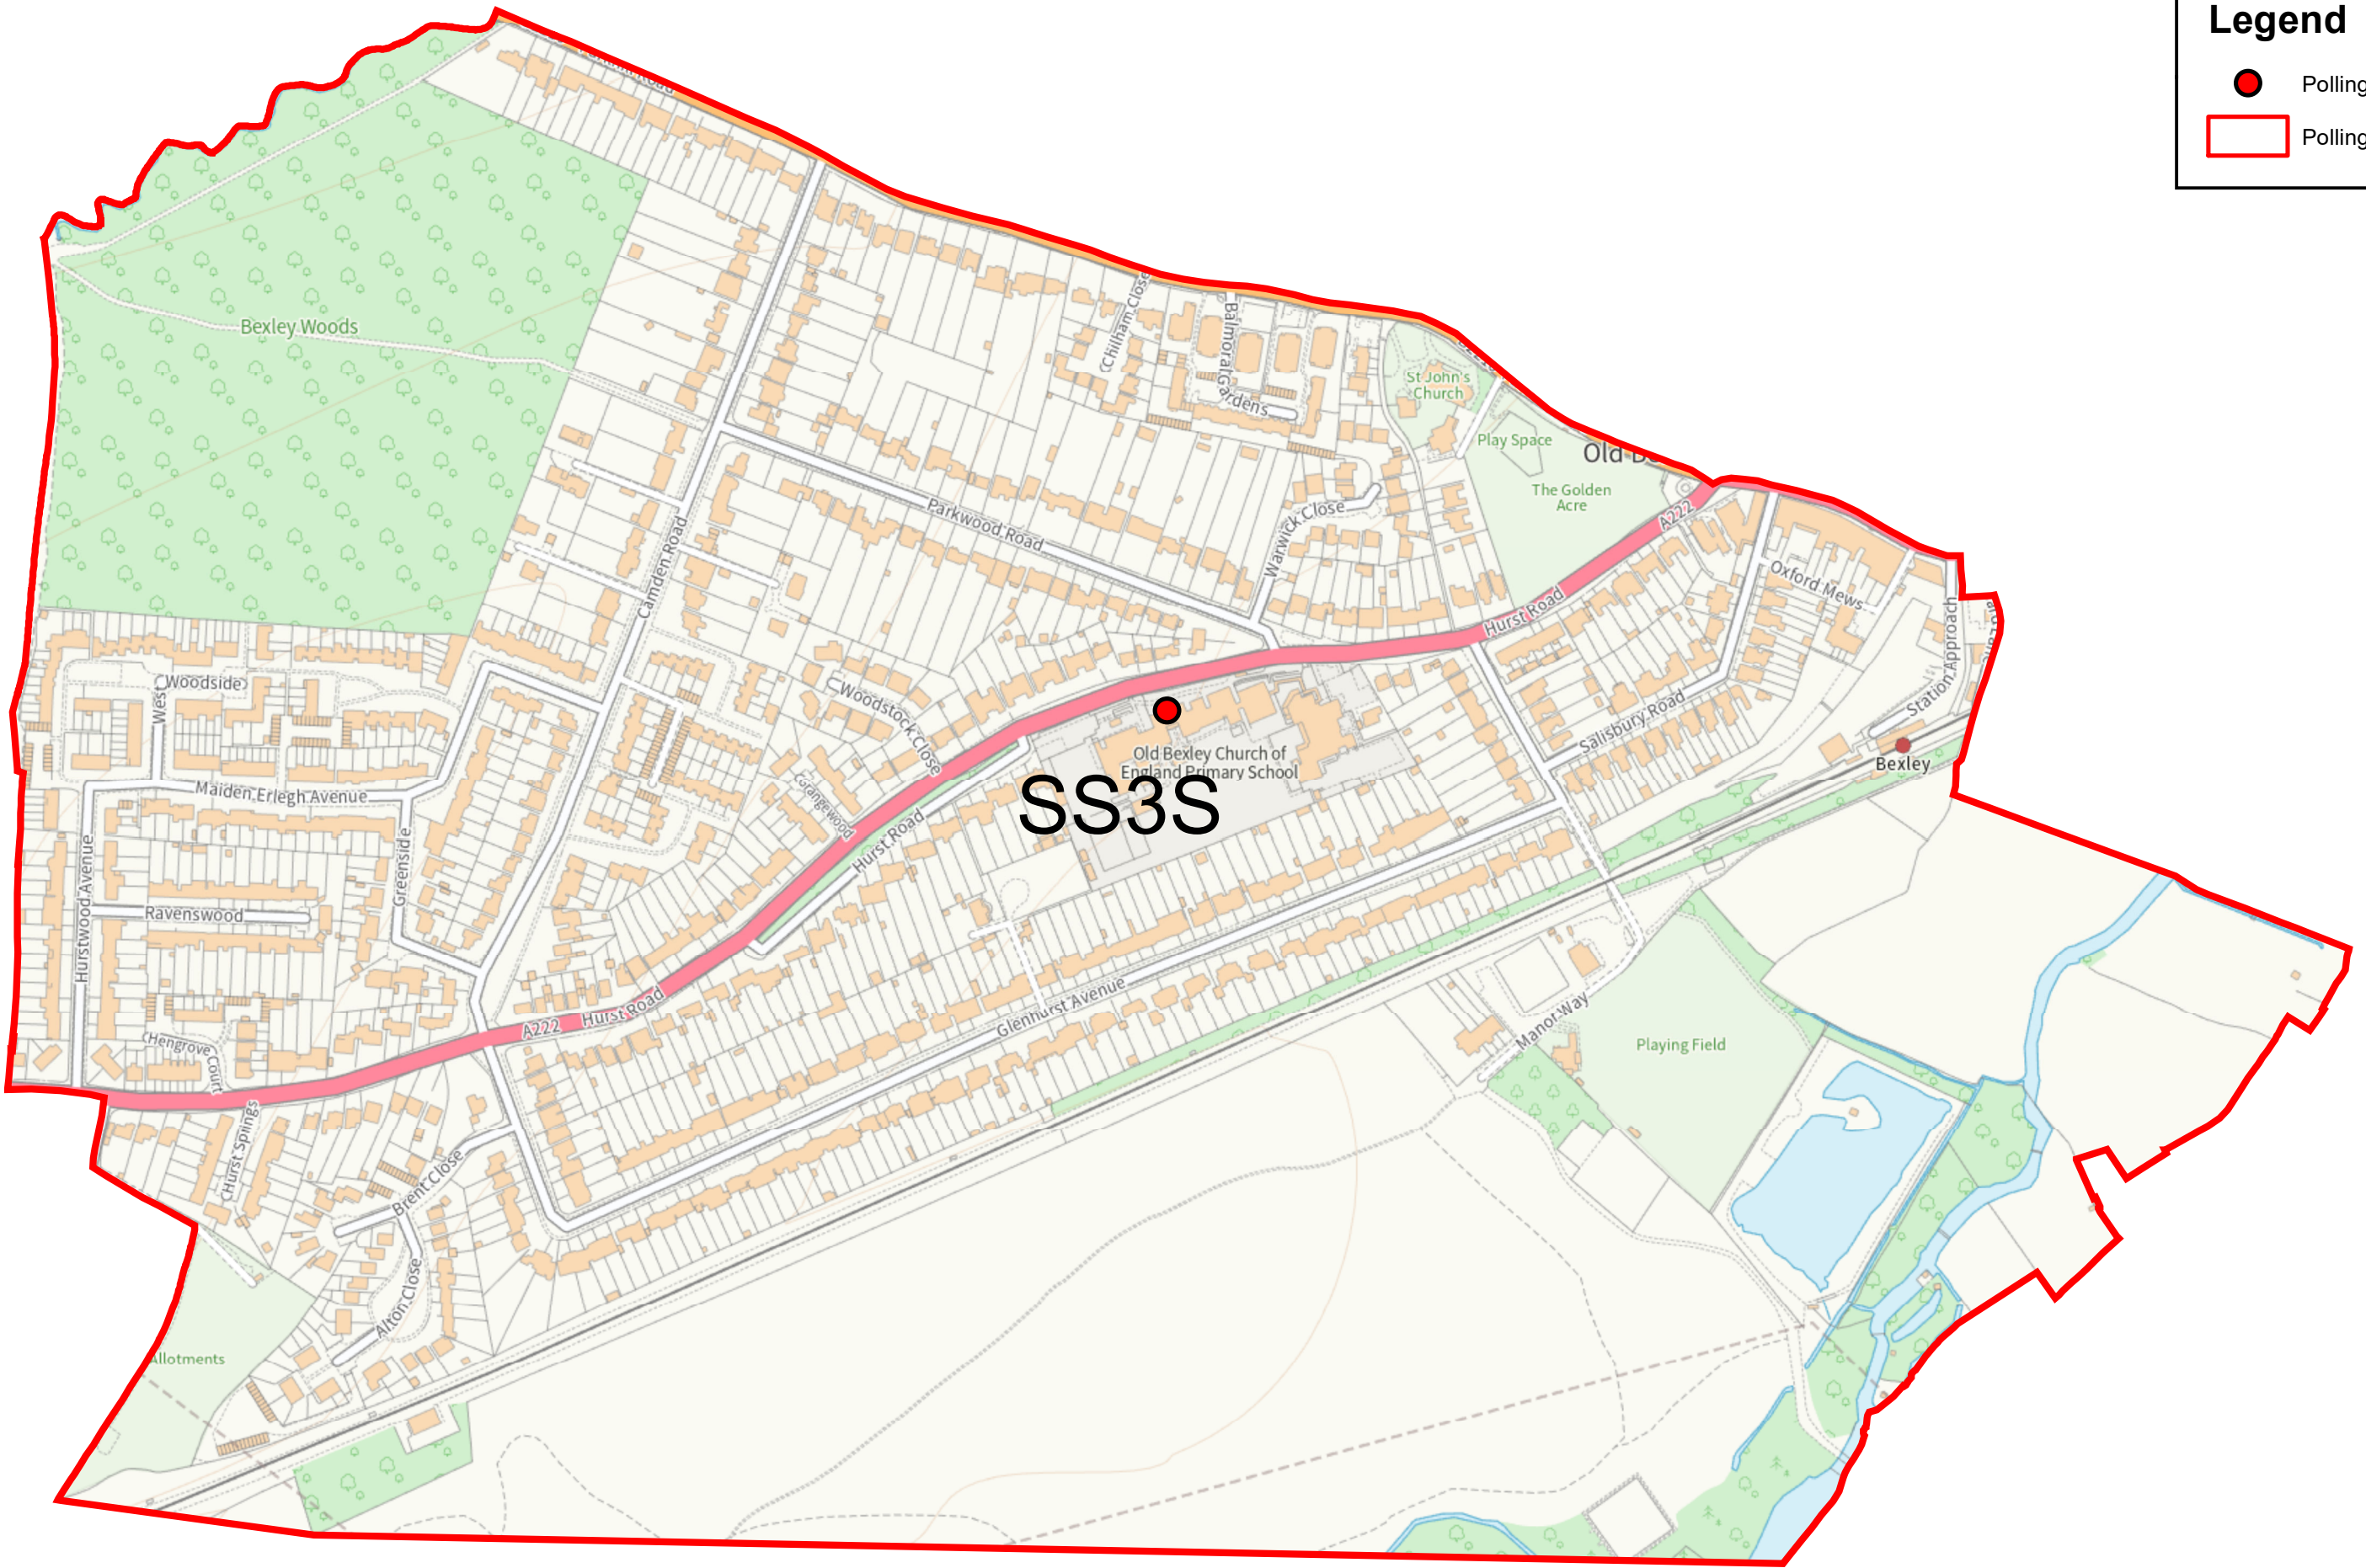 Legend
Polling
Polling
Bexley Woods
Chilham Close
Balmoral Gardens
St John's
Church
Play Space
Old
The Golden
Acre
A222
Parkwood Road
Warwick Close
Camden Road
Hurst Road
Oxford Mews
Station Approach
West
Woodside
Woodstock Close
Salisbury Road
Old Bexley Church of
England Primary School
Bexley
SS3S
Maiden Erlegh Avenue
Grangewood
Hurst Road
Greenside
Hurstwood Avenue
Ravenswood
Glenhurst Avenue
A222
Hurst Road
Manor Way
Playing Field
Hengrove
Court
Hurst Spings
Brent Close
Alton Close
Allotments